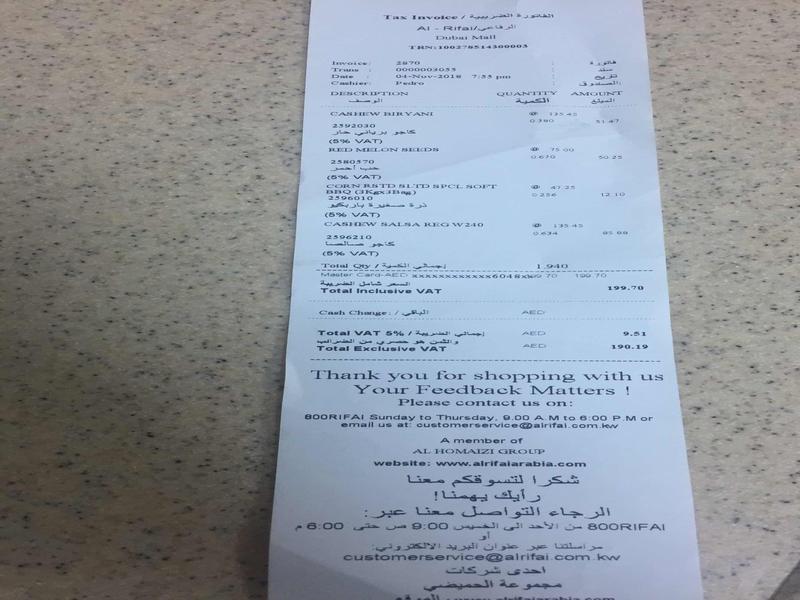 Tax Invoice / الفاتورة الضريبية
Al - Rifai/الرفاعي
Dubai Mall
TRN:100278514300003
Invoice: 2870 : فاتورة
Trans : 0000003055 : سند
Date : 04-Nov-2018 7:55 pm : تاريخ
Cashier: Pedro الصندوق:
DESCRIPTION QUANTITY AMOUNT
الوصف الكمية المبلغ
CASHEW BIRYANI @ 135.45
0.380 51.47
2592030
كاجو برياني حار
(5% VAT)
RED MELON SEEDS @ 75.00
0.670 50.25
2580570
حب أحمر
(5% VAT)
CORN RSTD SLTD SPCL SOFT @ 47.25
BBQ (3Kgx3Bag) 0.256 12.10
2596010
ذرة صغيرة باربكيو
(5% VAT)
CASHEW SALSA REG W240 @ 135.45
0.634 85.88
2596210
كاجو صالصا
(5% VAT)
Total Qty / إجمالي الكمية 1.940
Master Card-AED: xxxxxxxxxxxx6048x 199.70 199.70
السعر شامل الضريبة
Total Inclusive VAT 199.70
Cash Change: / الباقي AED
Total VAT 5% / إجمالي الضريبة AED 9.51
والثمن هو حصري من الضرائب
Total Exclusive VAT AED 190.19
Thank you for shopping with us
Your Feedback Matters !
Please contact us on:
800RIFAI Sunday to Thursday, 9.00 A.M to 6:00 P.M or
email us at: customerservice@alrifai.com.kw
A member of
AL HOMAIZI GROUP
website: www.alrifaiarabia.com
شكرا لتسوقكم معنا
رأيك يهمنا!
الرجاء التواصل معنا عبر:
800RIFAI من الأحد الى الخميس 9:00 ص حتى 6:00 م
أو
مراسلتنا عبر عنوان البريد الالكتروني:
customerservice@alrifai.com.kw
احدى شركات
مجموعة الحميضي
www.alrifaiarabia.com الموقع